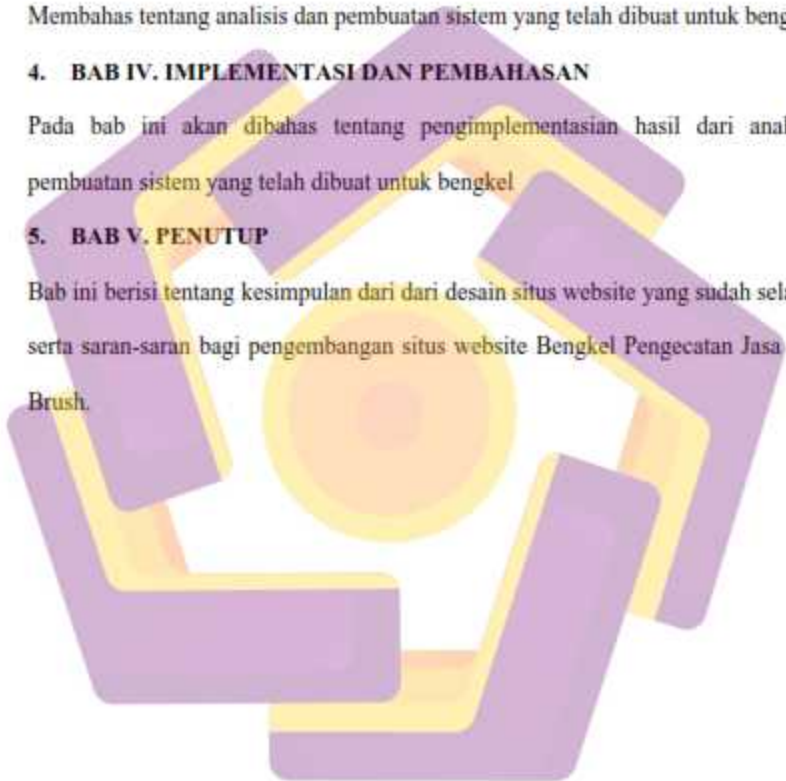 Membahas tentang analisis dan pembuatan sistem yang telah dibuat untuk
4. BAB IV. IMPLEMENTASI DAN PEMBAHASAN
Pada bab ini akan dibahas tentang pengimplementasian hasil dari
pembuatan sistem yang telah dibuat untuk bengkel
5. BAB V. PENUTUP
Bab ini berisi tentang kesimpulan dari dari desain situs website yang sudah
serta saran-saran bagi pengembangan situs website Bengkel Pengecatan Jasa
Brush.